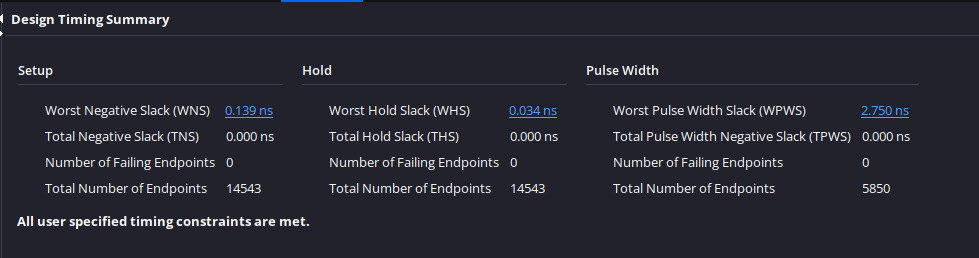 Design Timing Summary
Setup Hold Pulse Width
Worst Negative Slack (WNS) 0.139 ns Worst Hold Slack (WHS) 0.034 ns Worst Pulse Width Slack (WPWS) 2.750 ns
Total Negative Slack (TNS) 0.000 ns Total Hold Slack (THS) 0.000 ns Total Pulse Width Negative Slack (TPWS) 0.000 ns
Number of Failing Endpoints 0 Number of Failing Endpoints 0 Number of Failing Endpoints 0
Total Number of Endpoints 14543 Total Number of Endpoints 14543 Total Number of Endpoints 5850
All user specified timing constraints are met.